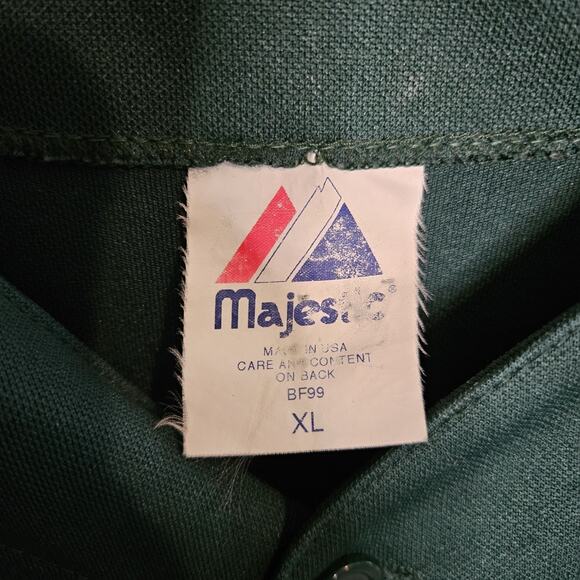 Majestic®
MADE IN USA
CARE AND CONTENT
ON BACK
BF99
XL